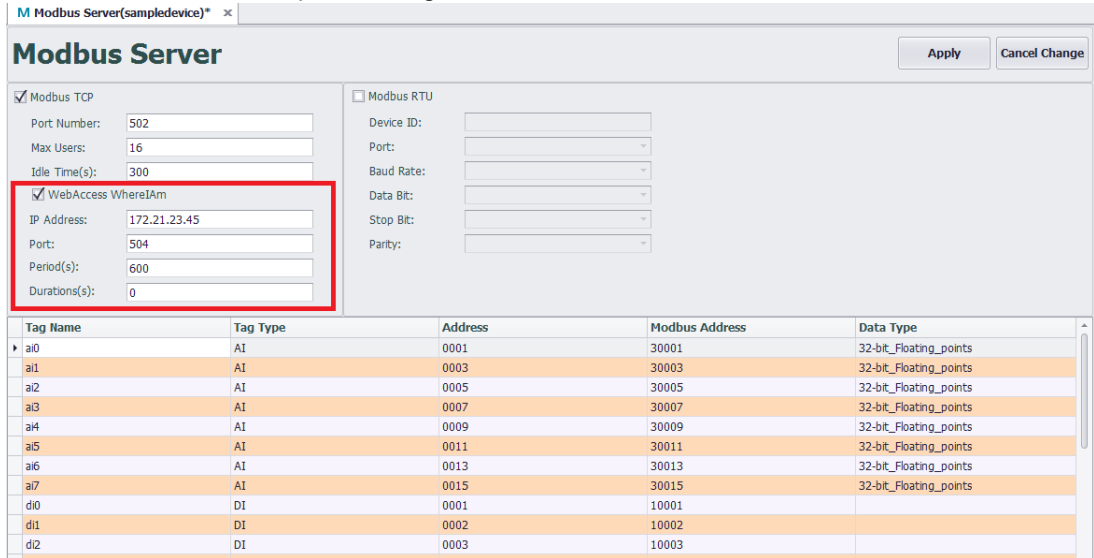 M Modbus Server(sampledevice)* x
Modbus Server
Apply
Cancel Change
Modbus TCP
Port Number: 502
Max Users: 16
Idle Time(s): 300
WebAccess WhereIAm
IP Address: 172.21.23.45
Port: 504
Period(s): 600
Durations(s): 0
Modbus RTU
Device ID:
Port:
Baud Rate:
Data Bit:
Stop Bit:
Parity:
Tag Name Tag Type Address Modbus Address Data Type
ai0 AI 0001 30001 32-bit_Floating_points
ai1 AI 0003 30003 32-bit_Floating_points
ai2 AI 0005 30005 32-bit_Floating_points
ai3 AI 0007 30007 32-bit_Floating_points
ai4 AI 0009 30009 32-bit_Floating_points
ai5 AI 0011 30011 32-bit_Floating_points
ai6 AI 0013 30013 32-bit_Floating_points
ai7 AI 0015 30015 32-bit_Floating_points
di0 DI 0001 10001
di1 DI 0002 10002
di2 DI 0003 10003